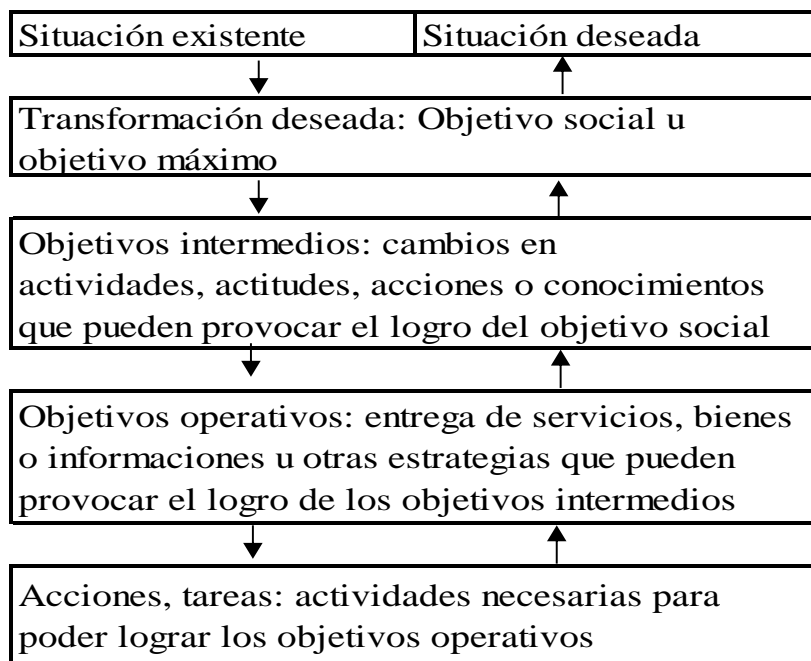 Situación existente
Situación deseada
Transformación deseada: Objetivo social u
objetivo máximo
Objetivos intermedios: cambios en
actividades, actitudes, acciones o conocimientos
que pueden provocar el logro del objetivo social
Objetivos operativos: entrega de servicios, bienes
o informaciones u otras estrategias que pueden
provocar el logro de los objetivos intermedios
Acciones, tareas: actividades necesarias para
poder lograr los objetivos operativos